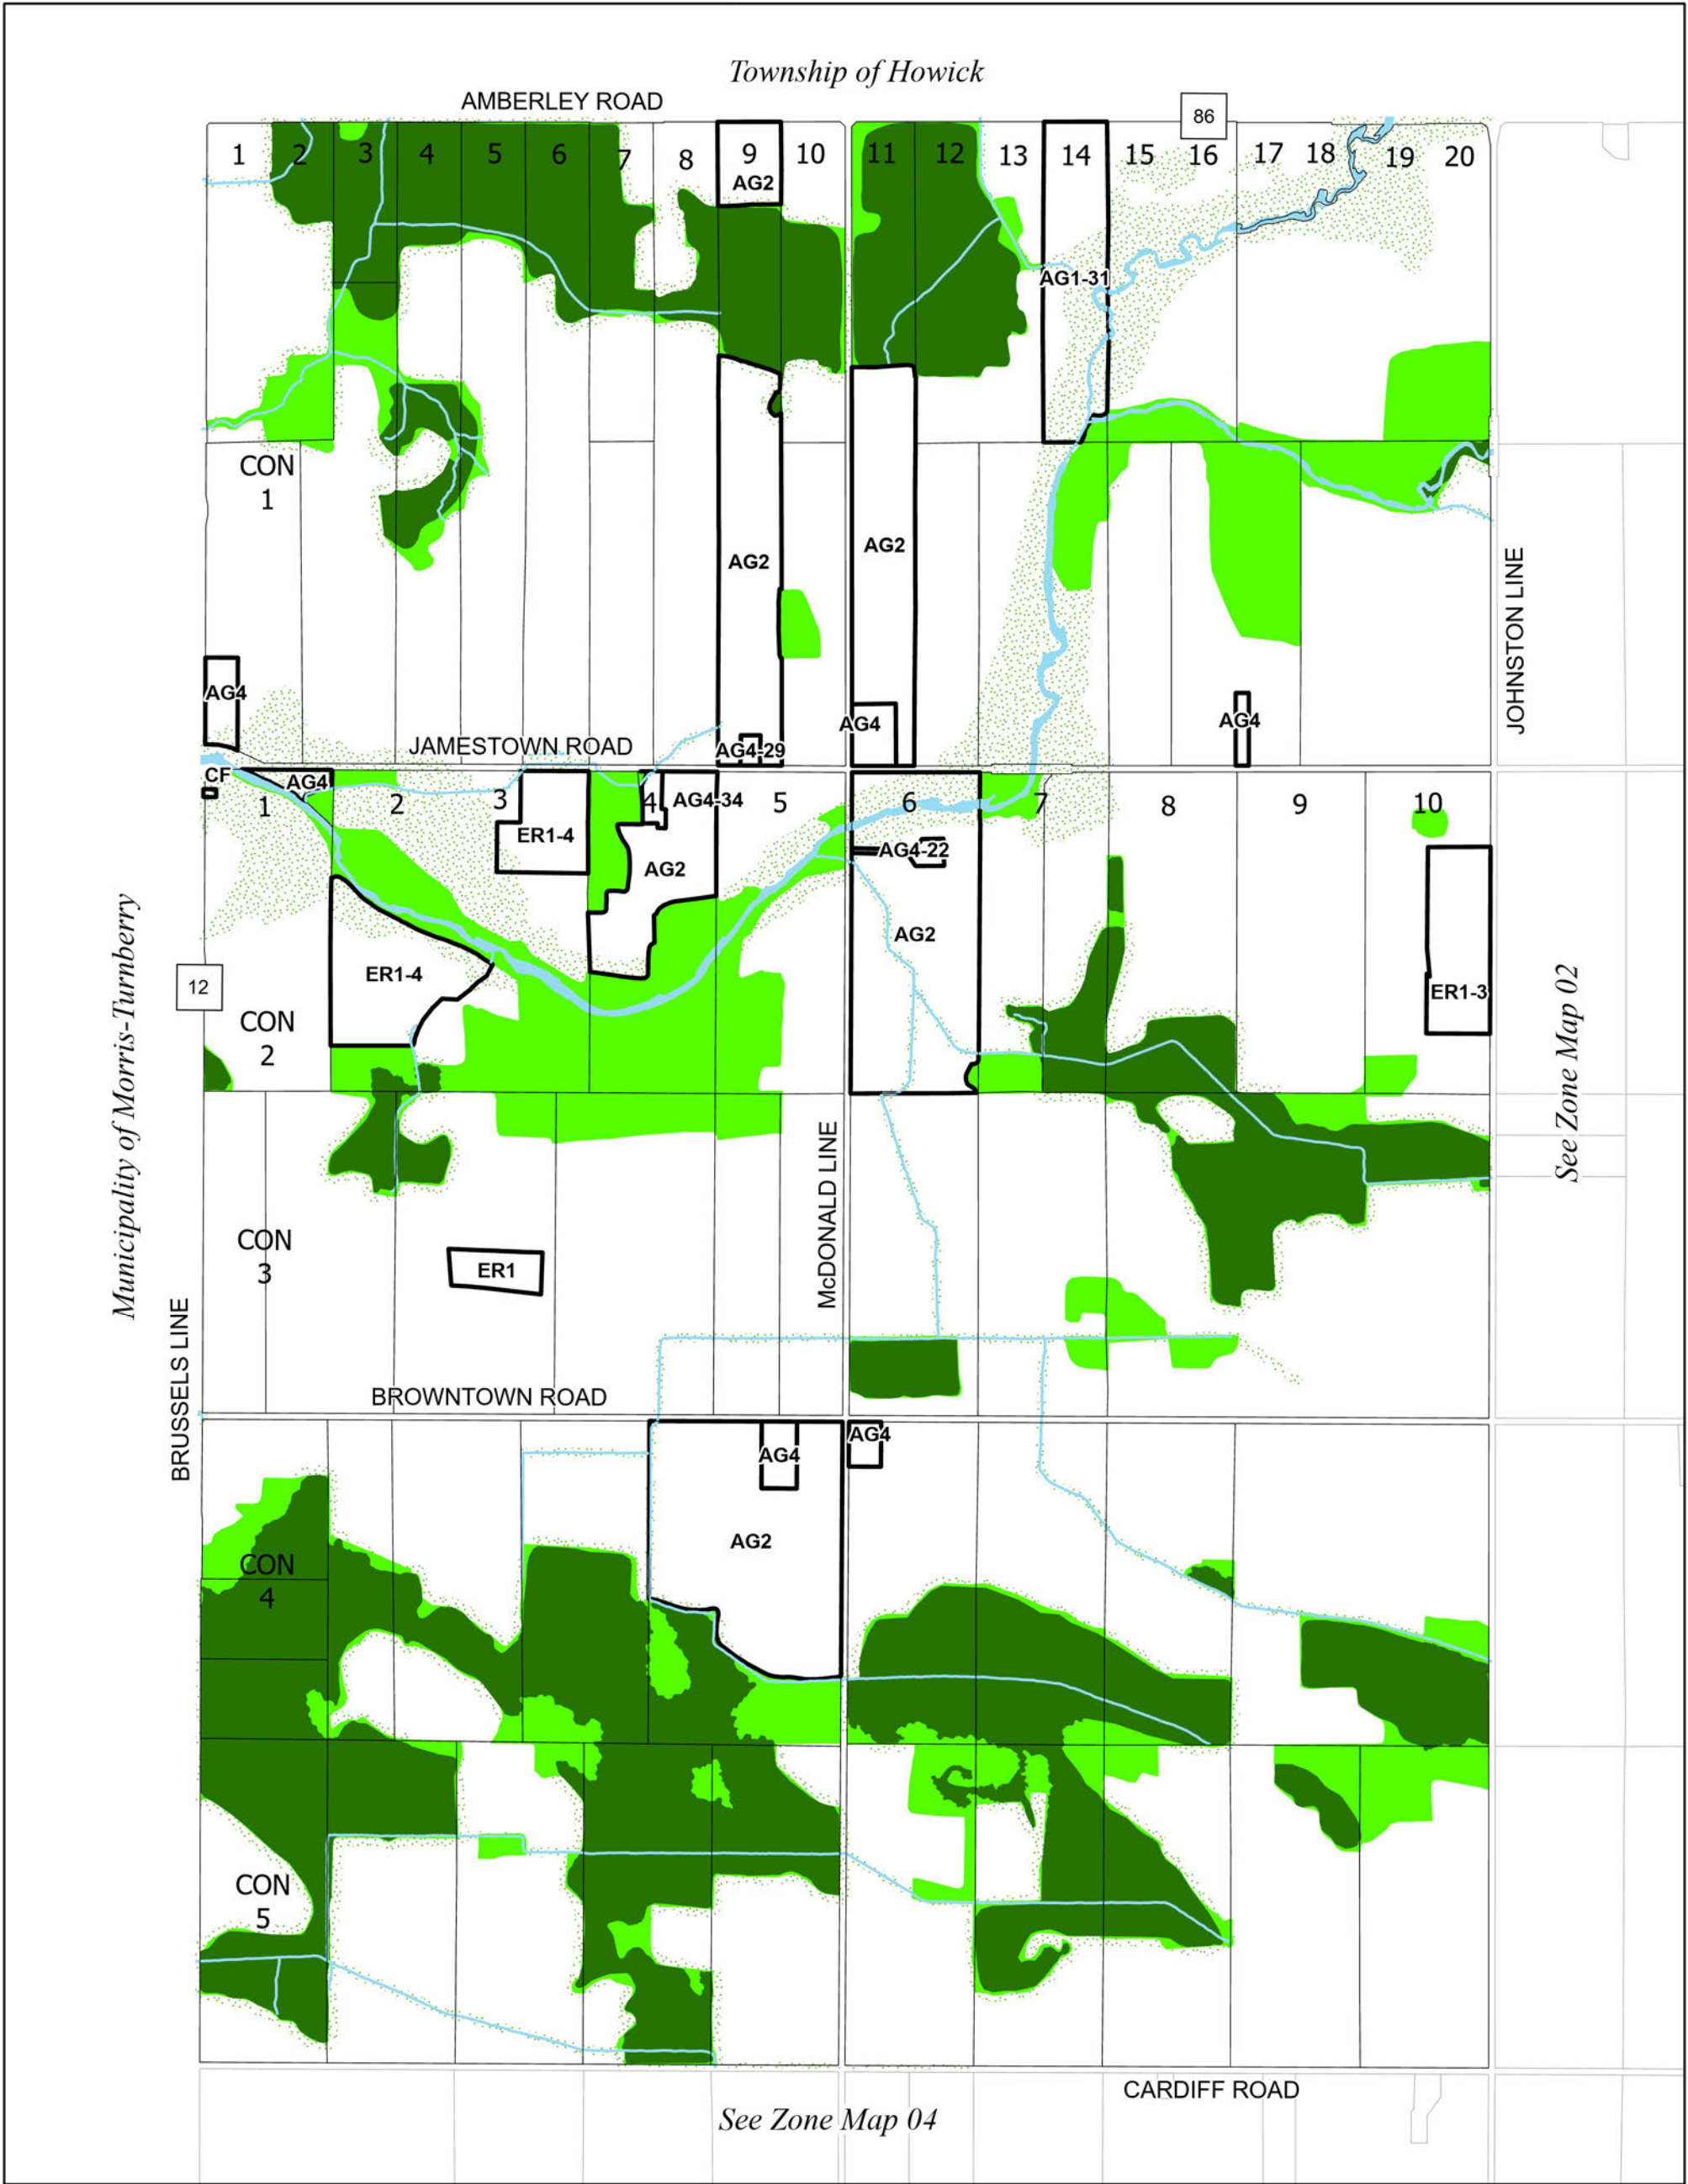 Township of Howick
AMBERLEY ROAD
86
1 2 3 4 5 6 7 8 9 10 11 12 13 14 15 16 17 18 19 20
AG2
AG1-31
CON
1
AG2
AG2
JOHNSTON LINE
AG4
AG4
AG4
JAMESTOWN ROAD
AG4-29
CF
AG4
1 2 3 4 5 6 7 8 9 10
AG4-34
ER1-4
AG4-22
AG2
AG2
ER1-4
ER1-3
12
CON
2
Municipality of Morris-Turnberry
See Zone Map 02
McDONALD LINE
CON
3
ER1
BRUSSELS LINE
BROWNTOWN ROAD
AG4
AG4
AG2
CON
4
CON
5
CARDIFF ROAD
See Zone Map 04